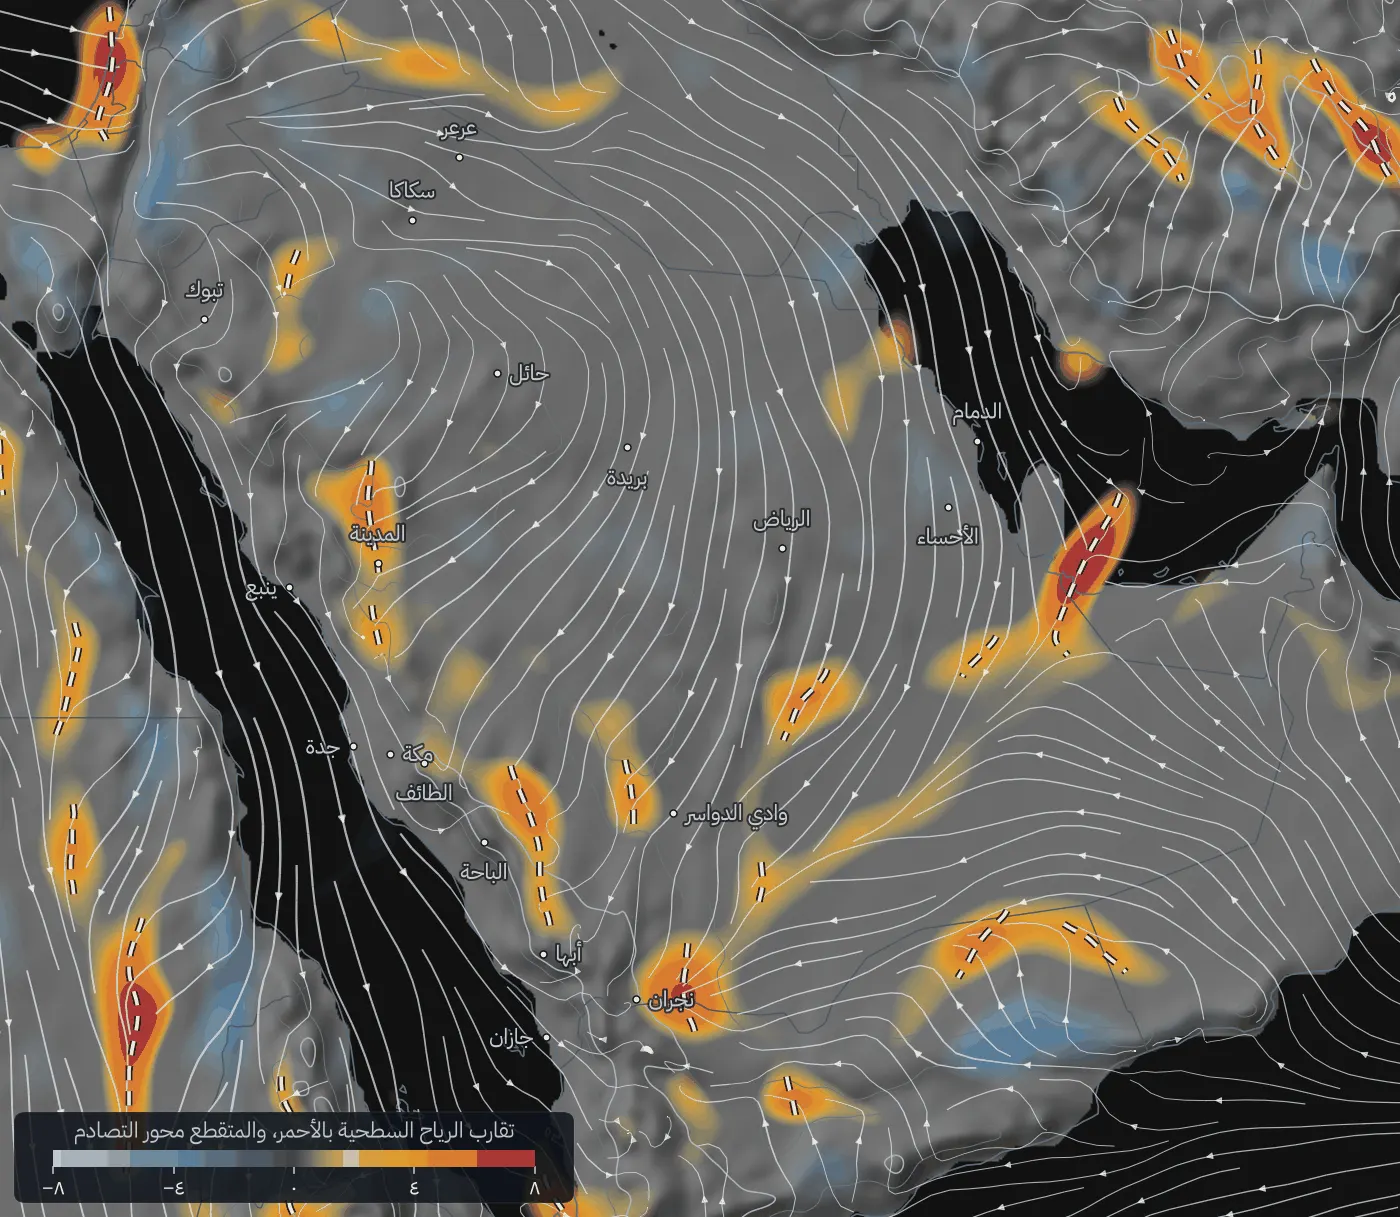 عرعر
سكاكا
تبوك
حائل
الدمام
بريدة
الرياض
الأحساء
المدينة
ينبع
جدة
مكة
الطائف
وادي الدواسر
الباحة
أبها
نجران
جازان
تقارب الرياح السطحية بالأحمر، والمتقطع محور التصادم
−٨ −٤ ٠ ٤ ٨